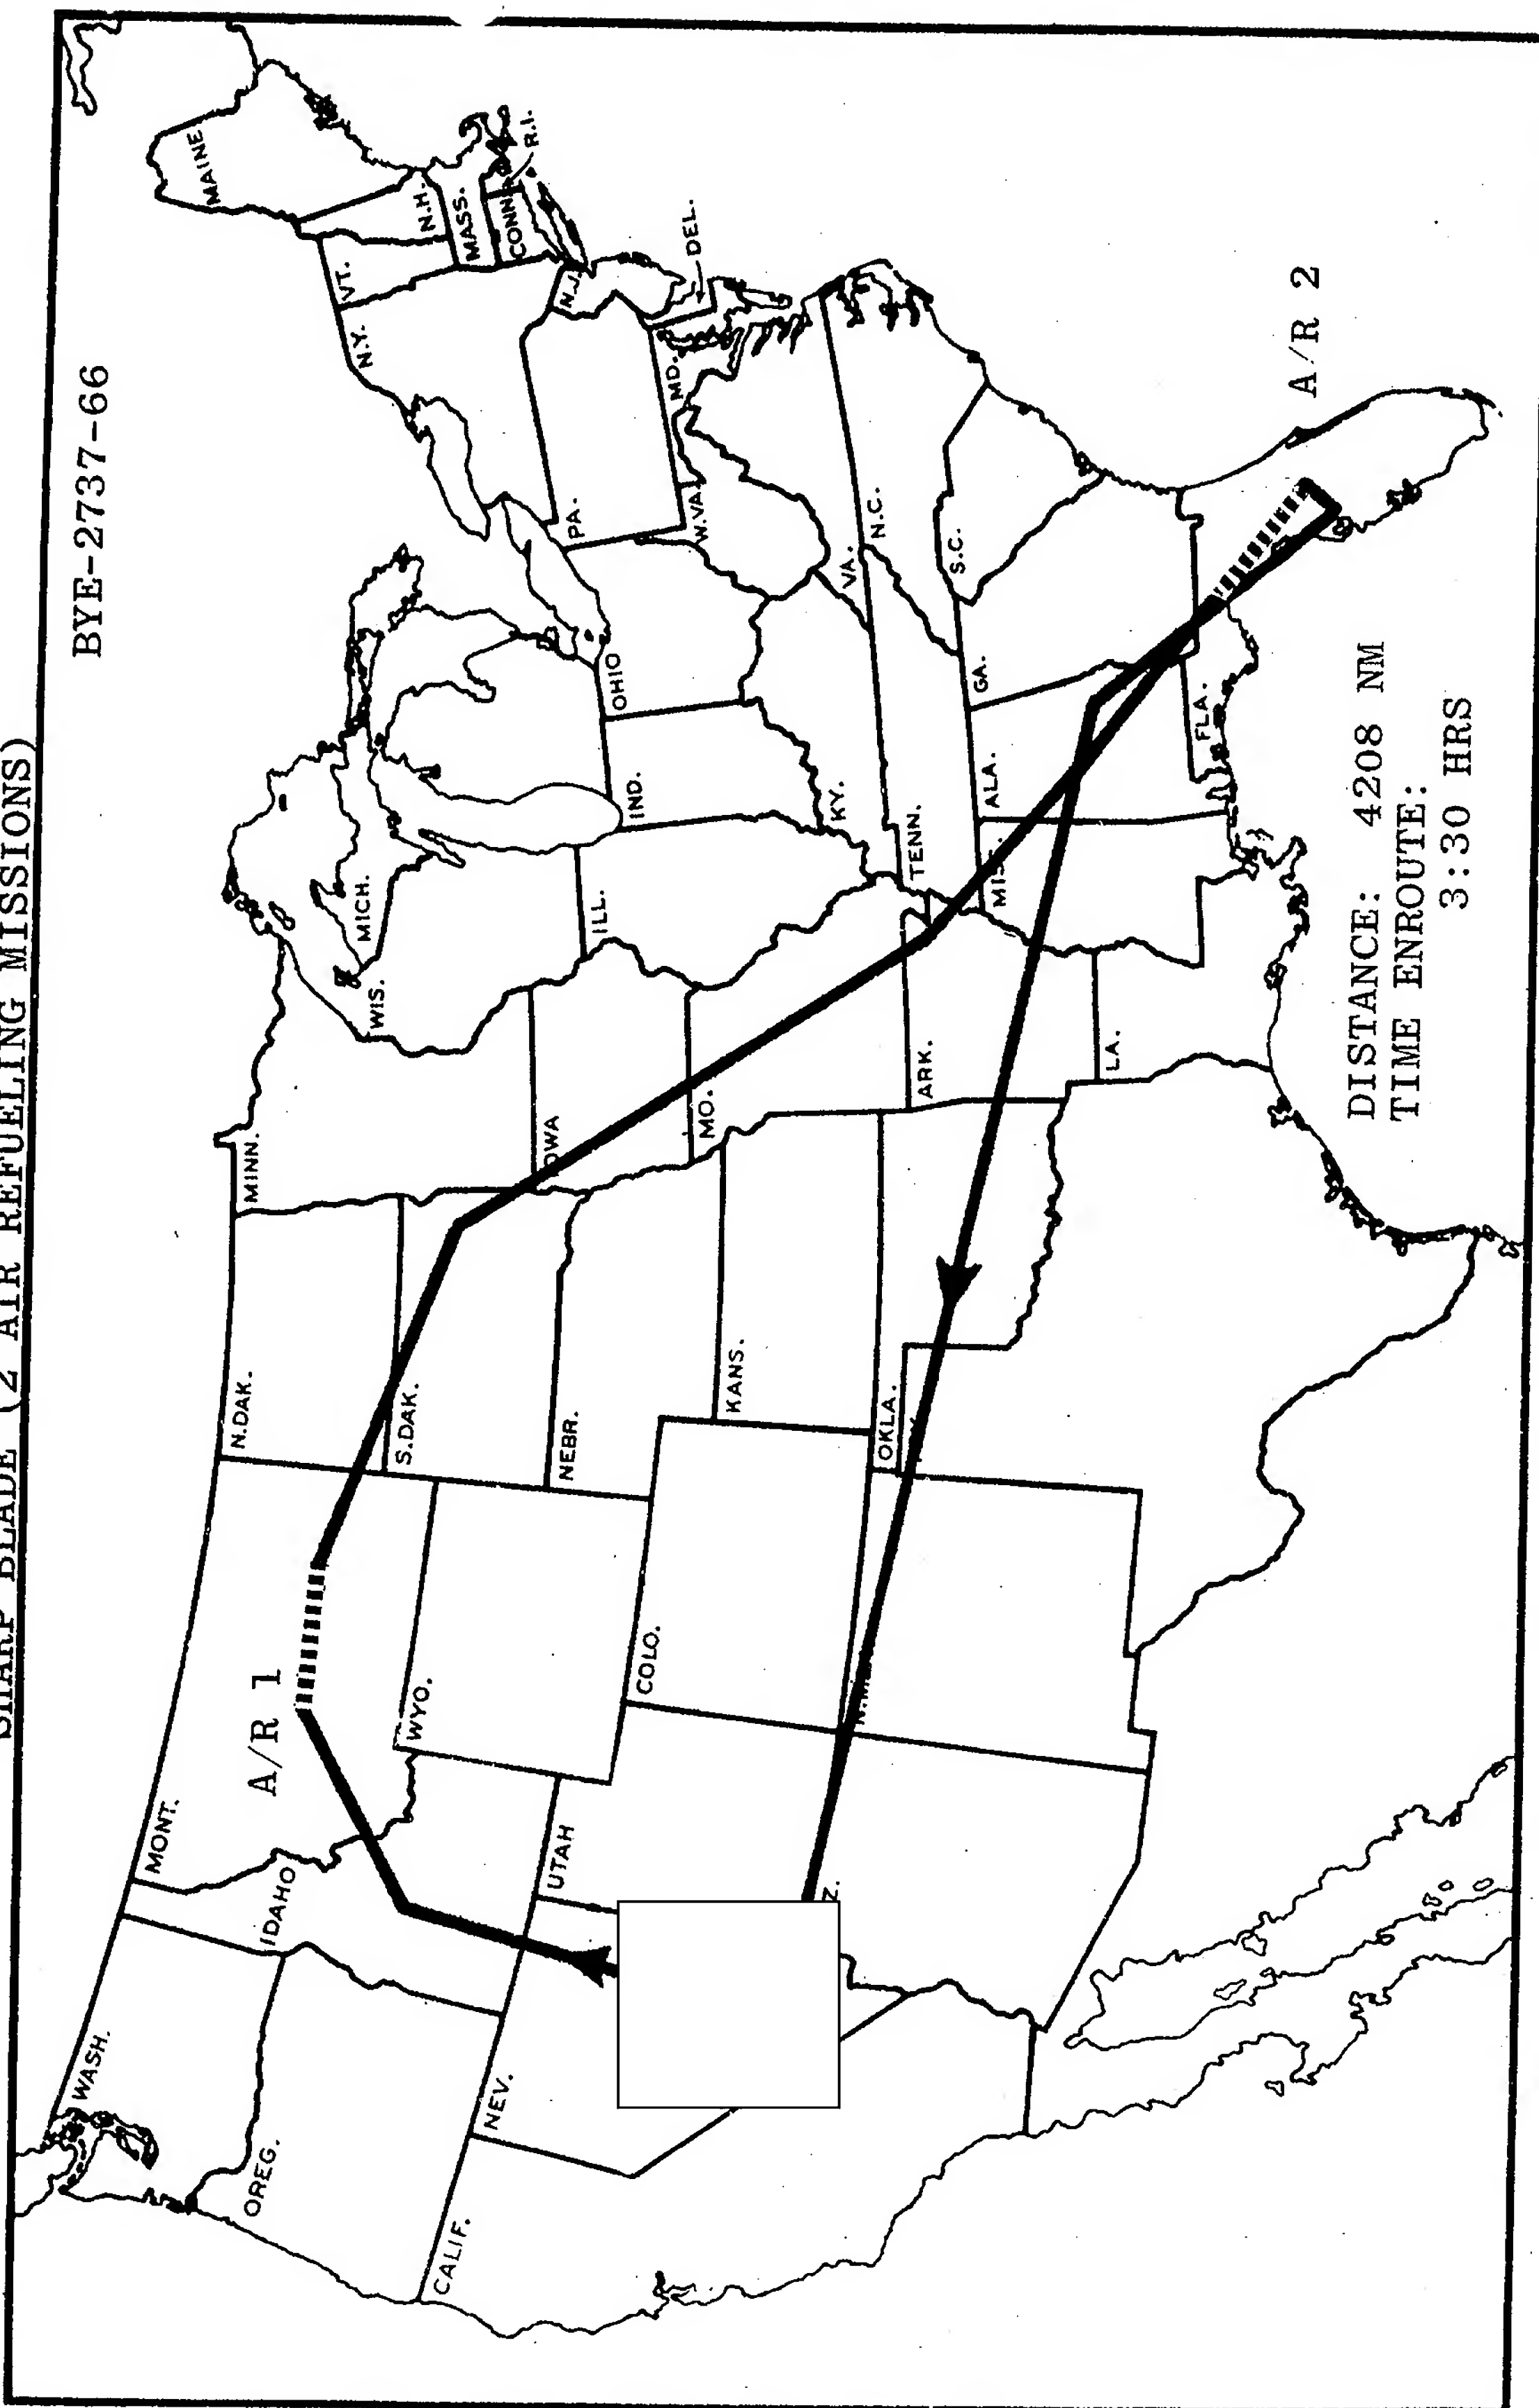 SHARP BLADE (2 AIR REFUELING MISSIONS)
BYE-2737-66
WASH.
MONT.
N.DAK.
MINN.
MAINE
VT.
N.H.
MASS.
CONN.
R.I.
N.Y.
OREG.
IDAHO
A/R 1
WYO.
S.DAK.
WIS.
MICH.
PA.
N.J.
DEL.
MD.
CALIF.
NEV.
UTAH
COLO.
NEBR.
ILL.
IND.
OHIO
W.VA.
VA.
KANS.
MO.
KY.
N.C.
OKLA.
ARK.
TENN.
S.C.
ALA.
GA.
LA.
FLA.
A/R 2
DISTANCE: 4208 NM
TIME ENROUTE:
3:30 HRS